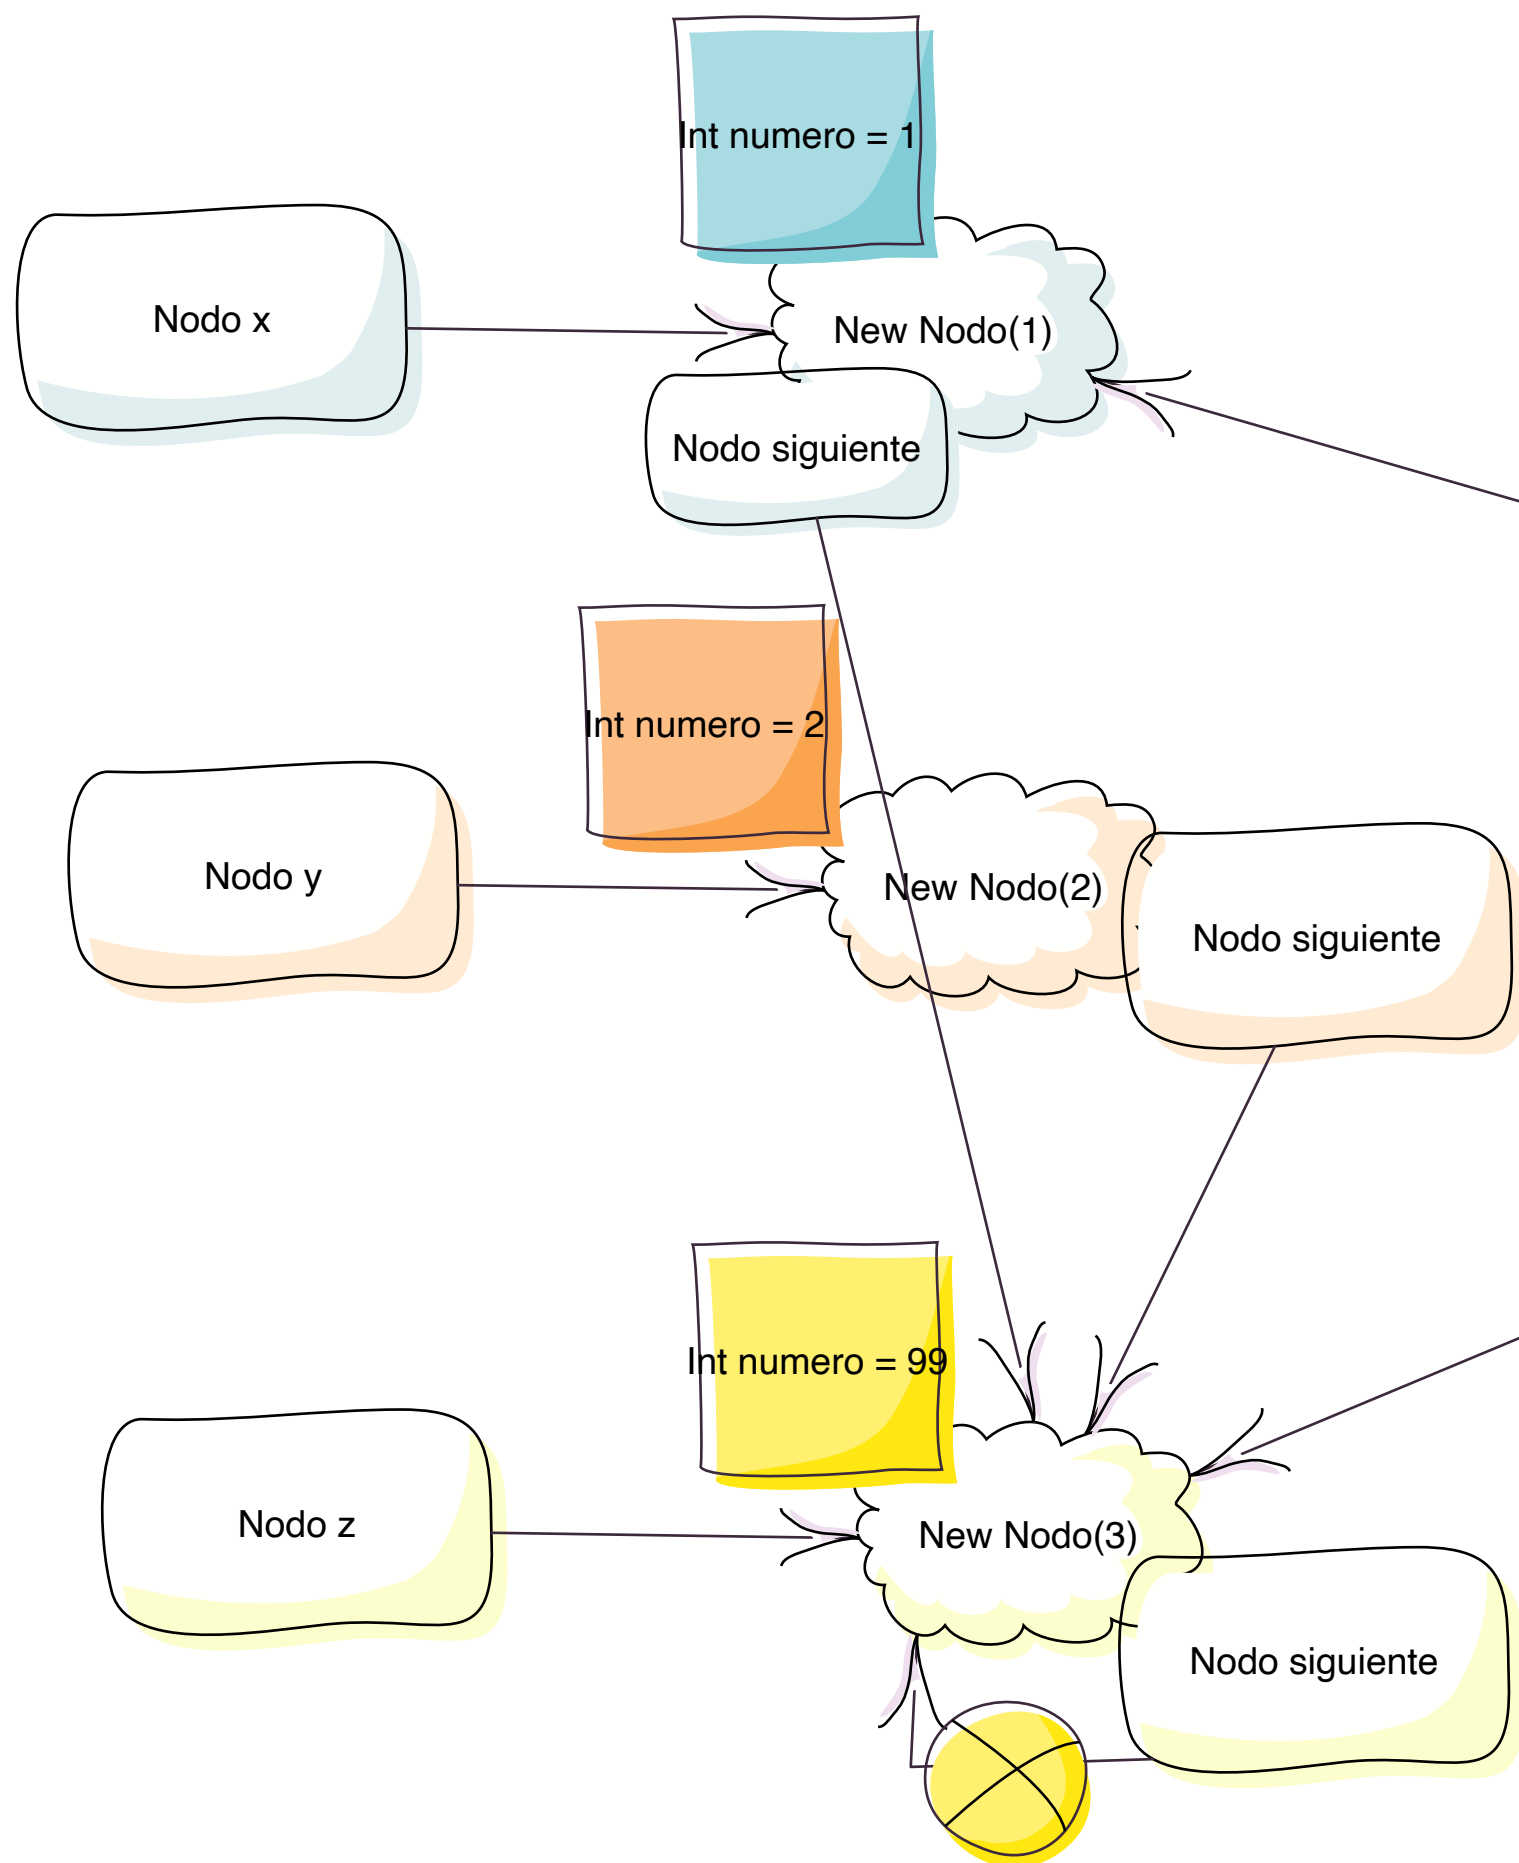 Int numero = 1
Nodo x
New Nodo(1)
Nodo siguiente
Int numero = 2
Nodo y
New Nodo(2)
Nodo siguiente
Int numero = 99
Nodo z
New Nodo(3)
Nodo siguiente